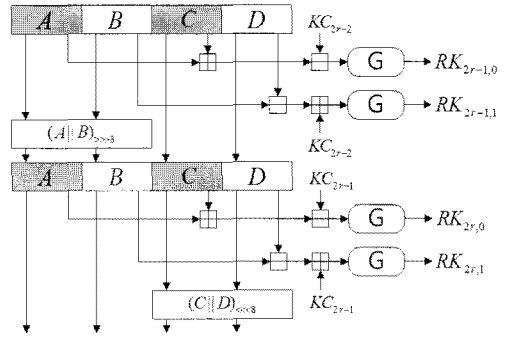 A B C D
KC2r-2
G RK2r-1,0
G RK2r-1,1
KC2r-2
(A||B)>>>8
A B C D
KC2r-1
G RK2r,0
G RK2r,1
KC2r-1
(C||D)<<<8